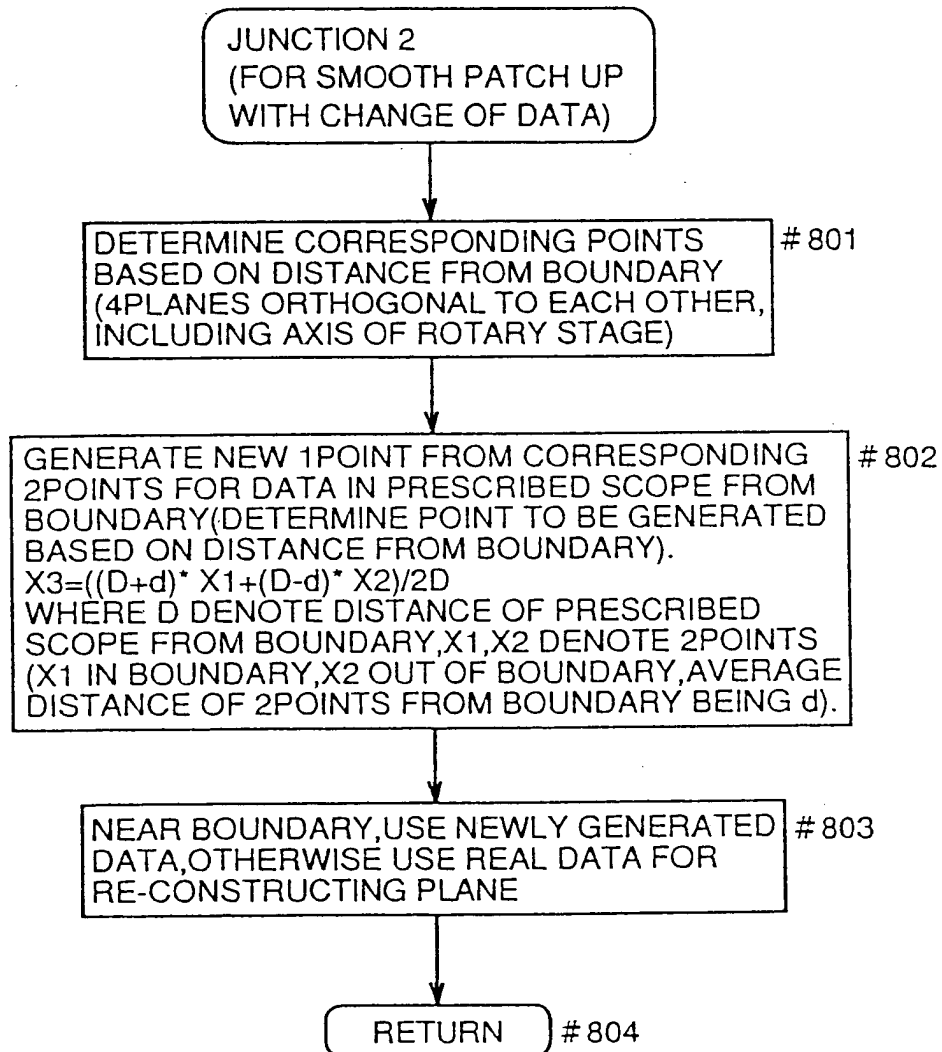 JUNCTION 2
(FOR SMOOTH PATCH UP
WITH CHANGE OF DATA)
DETERMINE CORRESPONDING POINTS
BASED ON DISTANCE FROM BOUNDARY
(4PLANES ORTHOGONAL TO EACH OTHER,
INCLUDING AXIS OF ROTARY STAGE)
#801
GENERATE NEW 1POINT FROM CORRESPONDING
2POINTS FOR DATA IN PRESCRIBED SCOPE FROM
BOUNDARY(DETERMINE POINT TO BE GENERATED
BASED ON DISTANCE FROM BOUNDARY).
X3=((D+d)* X1+(D-d)* X2)/2D
WHERE D DENOTE DISTANCE OF PRESCRIBED
SCOPE FROM BOUNDARY,X1,X2 DENOTE 2POINTS
(X1 IN BOUNDARY,X2 OUT OF BOUNDARY,AVERAGE
DISTANCE OF 2POINTS FROM BOUNDARY BEING d).
#802
NEAR BOUNDARY,USE NEWLY GENERATED
DATA,OTHERWISE USE REAL DATA FOR
RE-CONSTRUCTING PLANE
#803
RETURN
#804